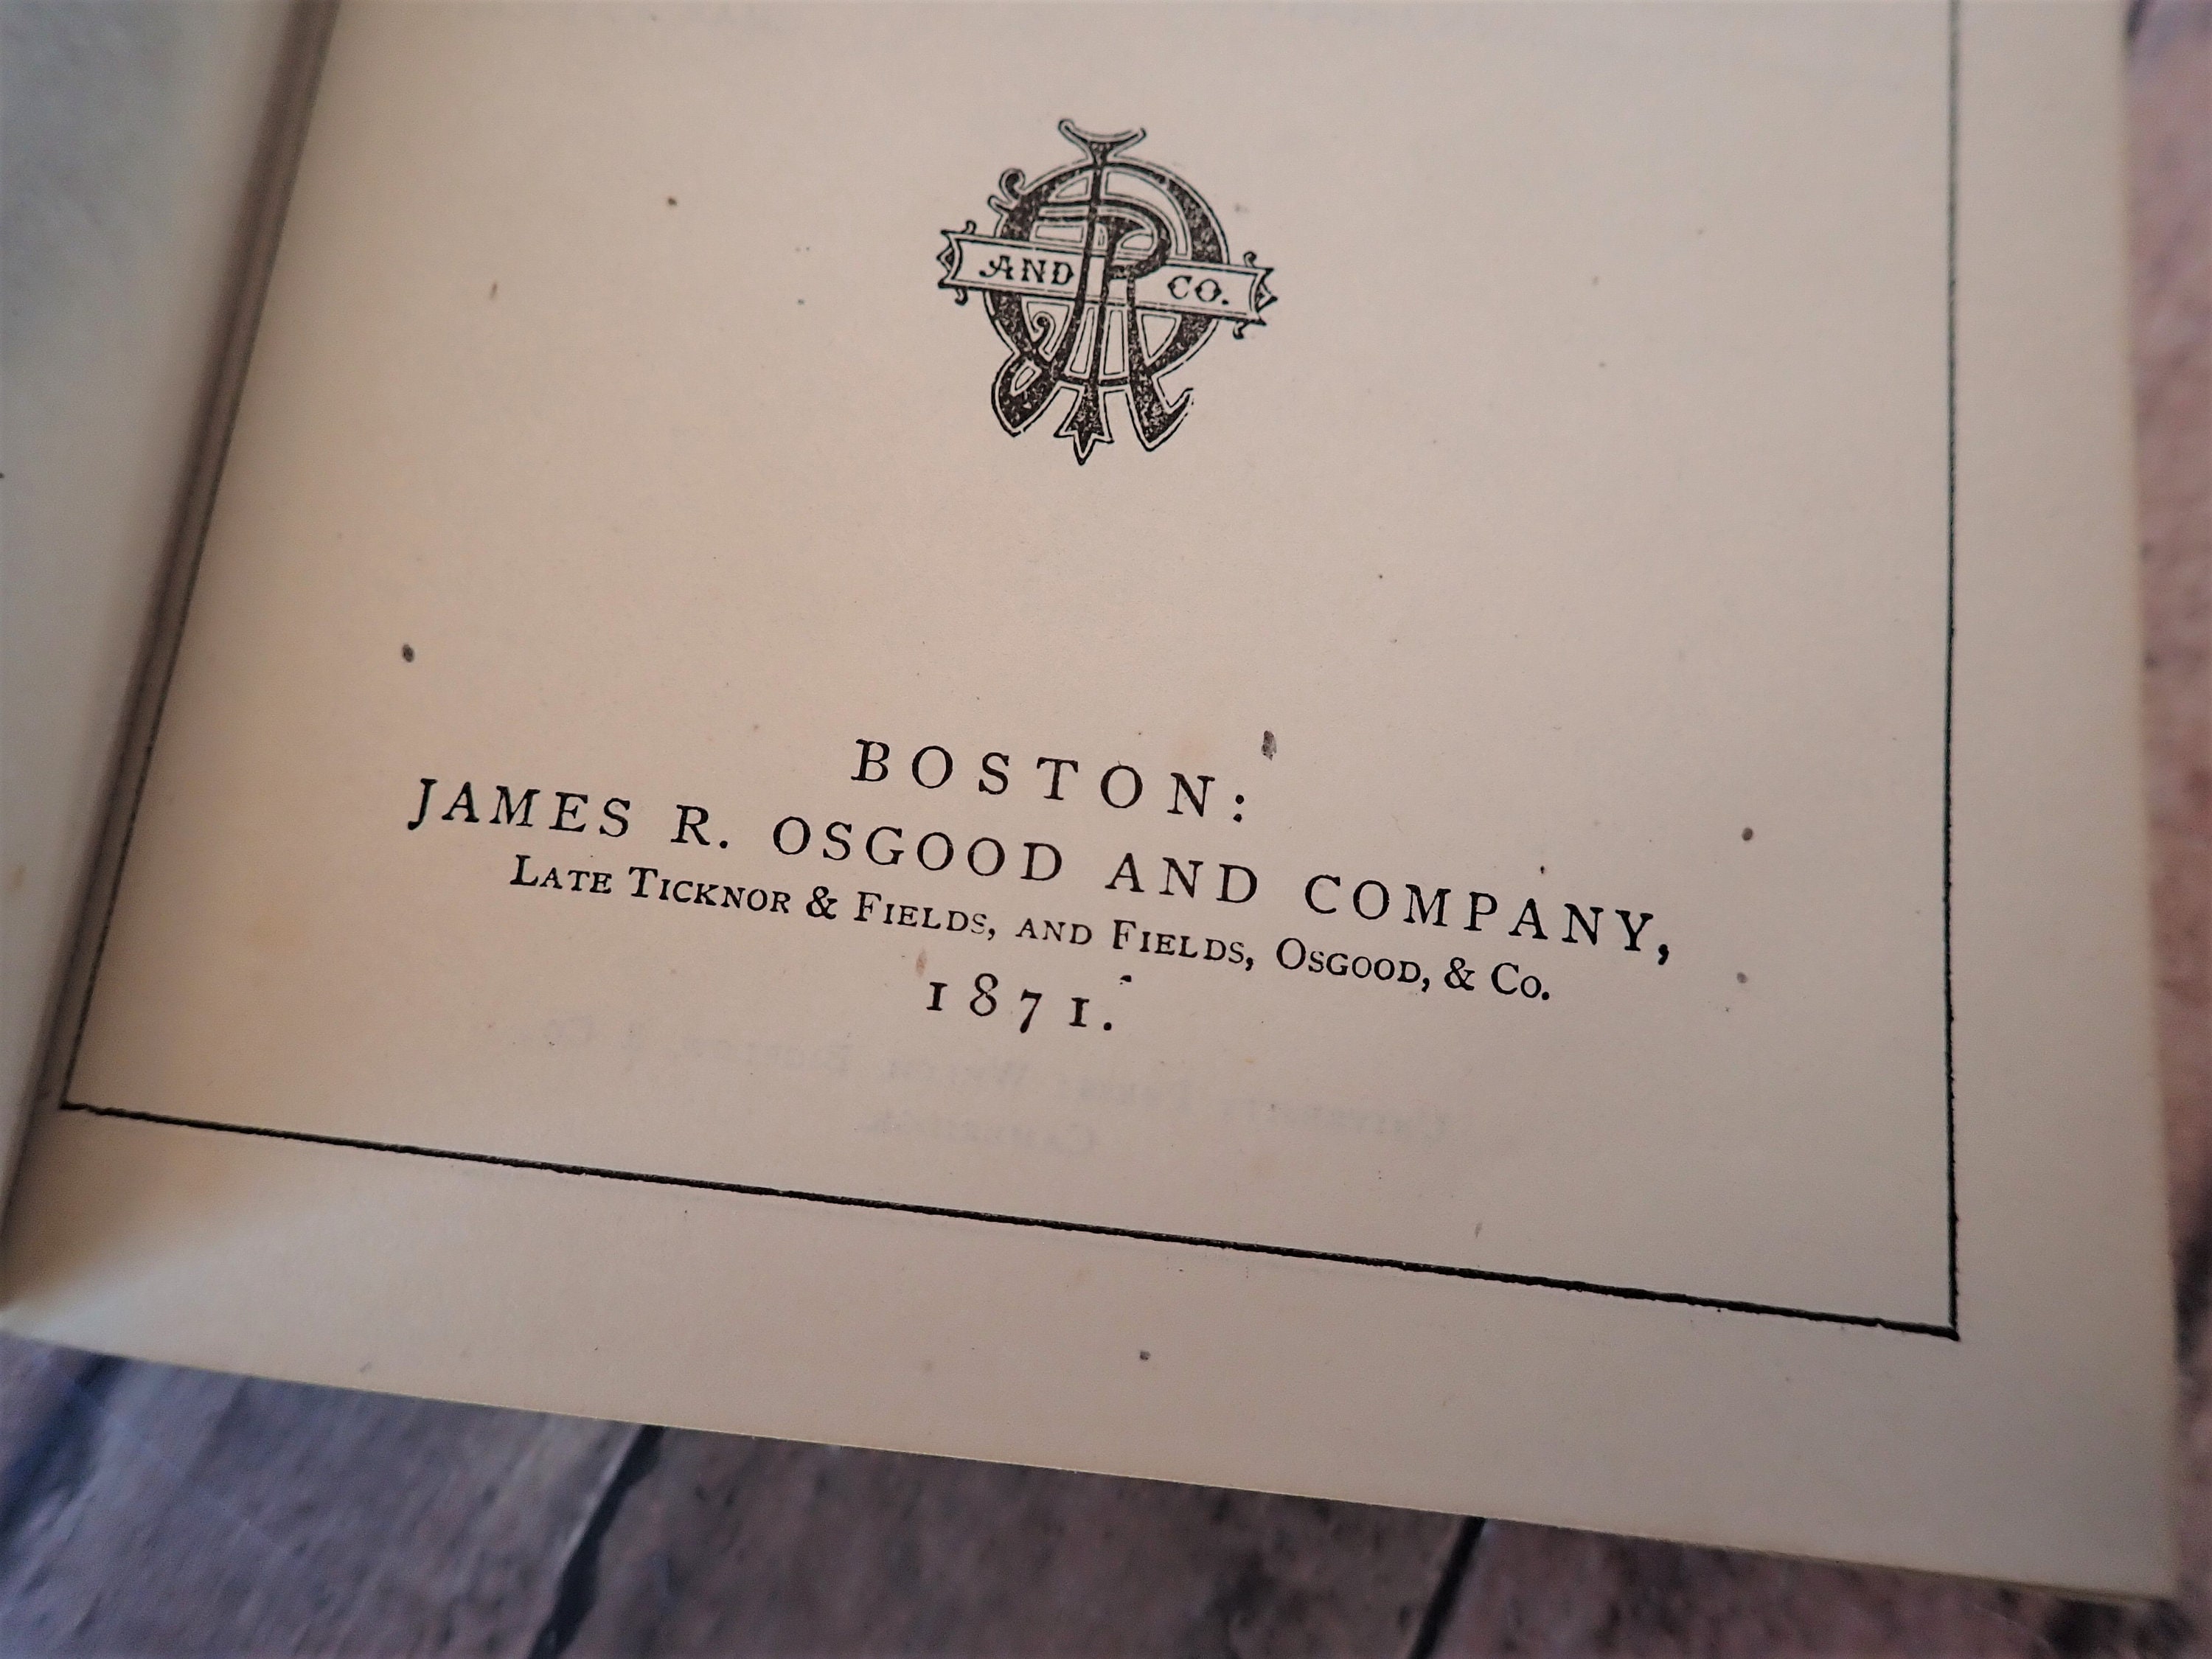 AND CO.
BOSTON:
JAMES R. OSGOOD AND COMPANY,
LATE TICKNOR & FIELDS, AND FIELDS, OSGOOD, & CO.
1871.